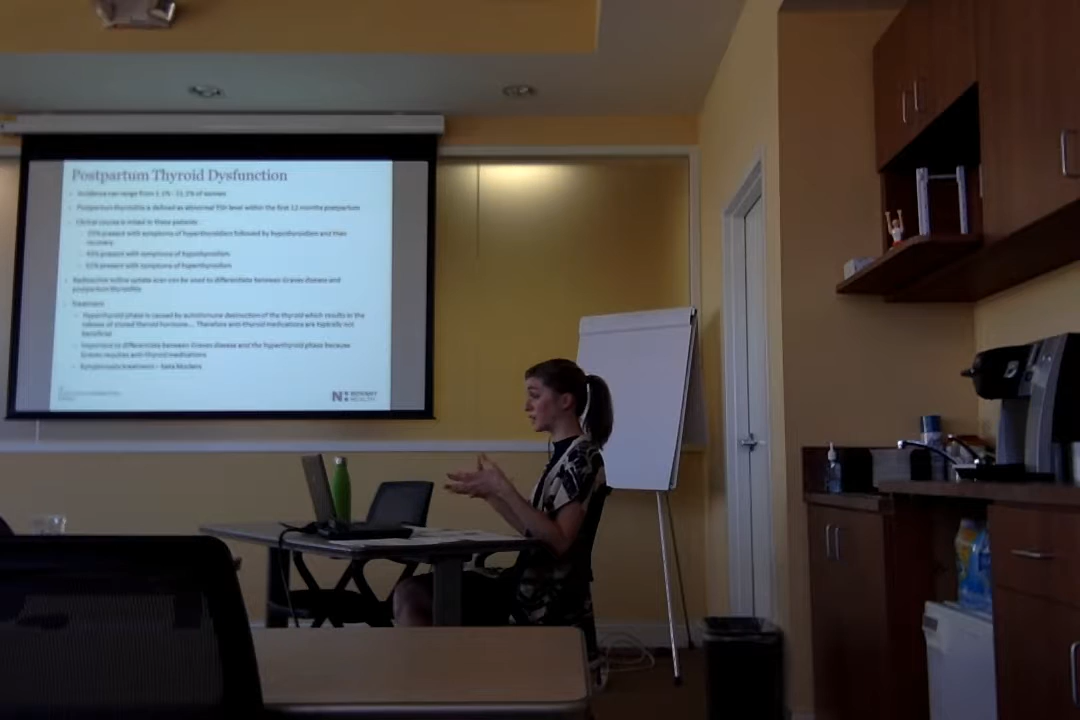 Postpartum Thyroid Dysfunction
Incidence can range from 1.1% - 21.1% of women
Postpartum thyroiditis is defined as abnormal TSH level within the first 12 months postpartum
Clinical course is mixed in these patients:
present with symptoms of hyperthyroidism followed by hypothyroidism and then
recovery
present with symptoms of hypothyroidism
present with symptoms of hyperthyroidism
Radioactive iodine uptake scan can be used to differentiate between Graves disease and
postpartum thyroiditis
Treatment
Hyperthyroid phase is caused by autoimmune destruction of the thyroid which results in the
release of stored thyroid hormone... Therefore anti-thyroid medications are typically not
beneficial
Important to differentiate between Graves disease and the hyperthyroid phase because
Graves requires anti-thyroid medications
Symptomatic treatment - beta blockers
N
HEALTH